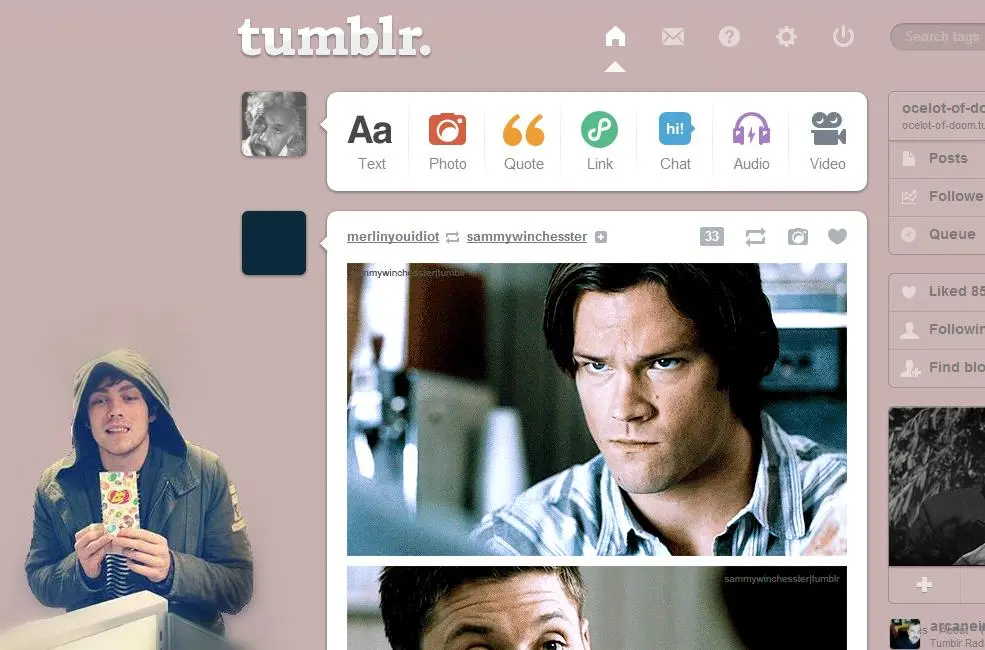 tumblr.
Search tags
Aa
hi!
Text Photo Quote Link Chat Audio Video
ocelot-of-do
ocelot-of-doom.tu
Posts
Followe
Queue
merlinyouidiot sammywinchesster 33
sammywinchesster|tumblr
Liked 85
Followin
Find blo
sammywinchesster|tumblr
arcanein
Tumblr Rad